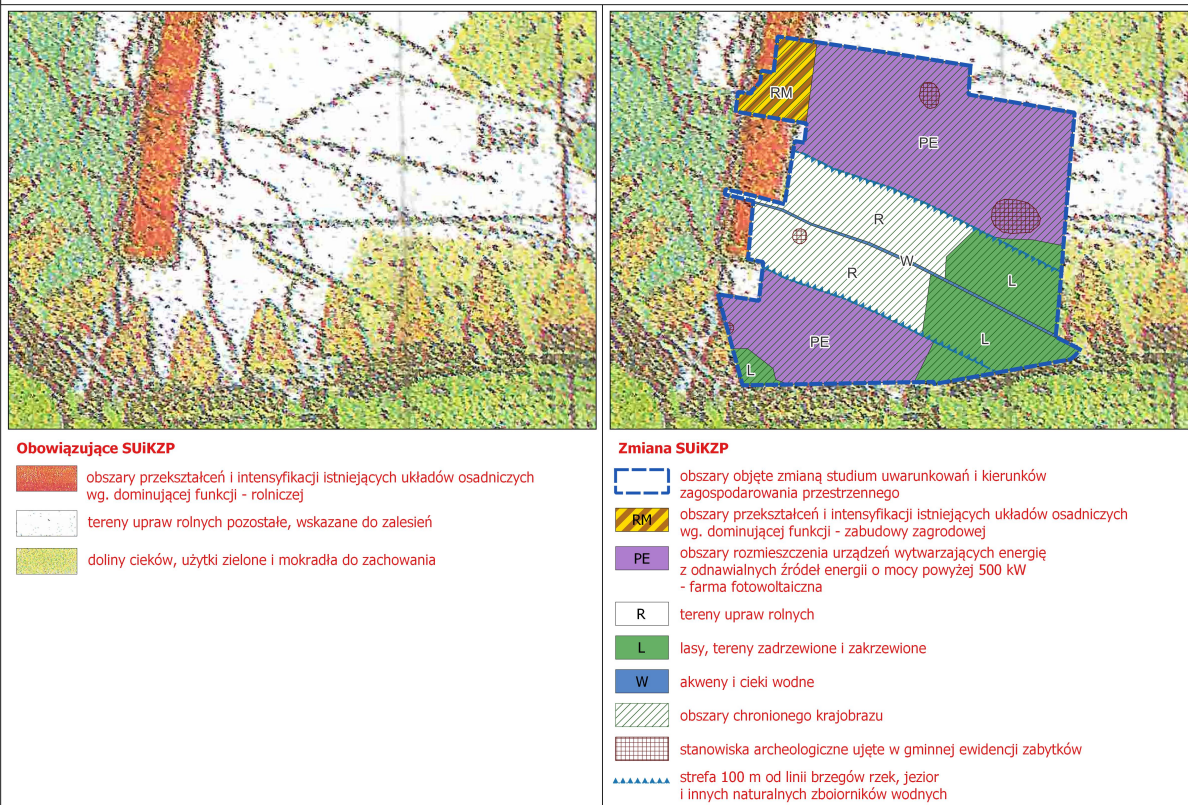 RM
PE
R
W
R
L
L
PE
L
Obowiązujące SUiKZP
obszary przekształceń i intensyfikacji istniejących układów osadniczych
wg. dominującej funkcji - rolniczej
tereny upraw rolnych pozostałe, wskazane do zalesień
doliny cieków, użytki zielone i mokradła do zachowania
Zmiana SUiKZP
obszary objęte zmianą studium uwarunkowań i kierunków
zagospodarowania przestrzennego
RM obszary przekształceń i intensyfikacji istniejących układów osadniczych
wg. dominującej funkcji - zabudowy zagrodowej
PE obszary rozmieszczenia urządzeń wytwarzających energię
z odnawialnych źródeł energii o mocy powyżej 500 kW
- farma fotowoltaiczna
R tereny upraw rolnych
L lasy, tereny zadrzewione i zakrzewione
W akweny i cieki wodne
obszary chronionego krajobrazu
stanowiska archeologiczne ujęte w gminnej ewidencji zabytków
strefa 100 m od linii brzegów rzek, jezior
i innych naturalnych zboiorników wodnych